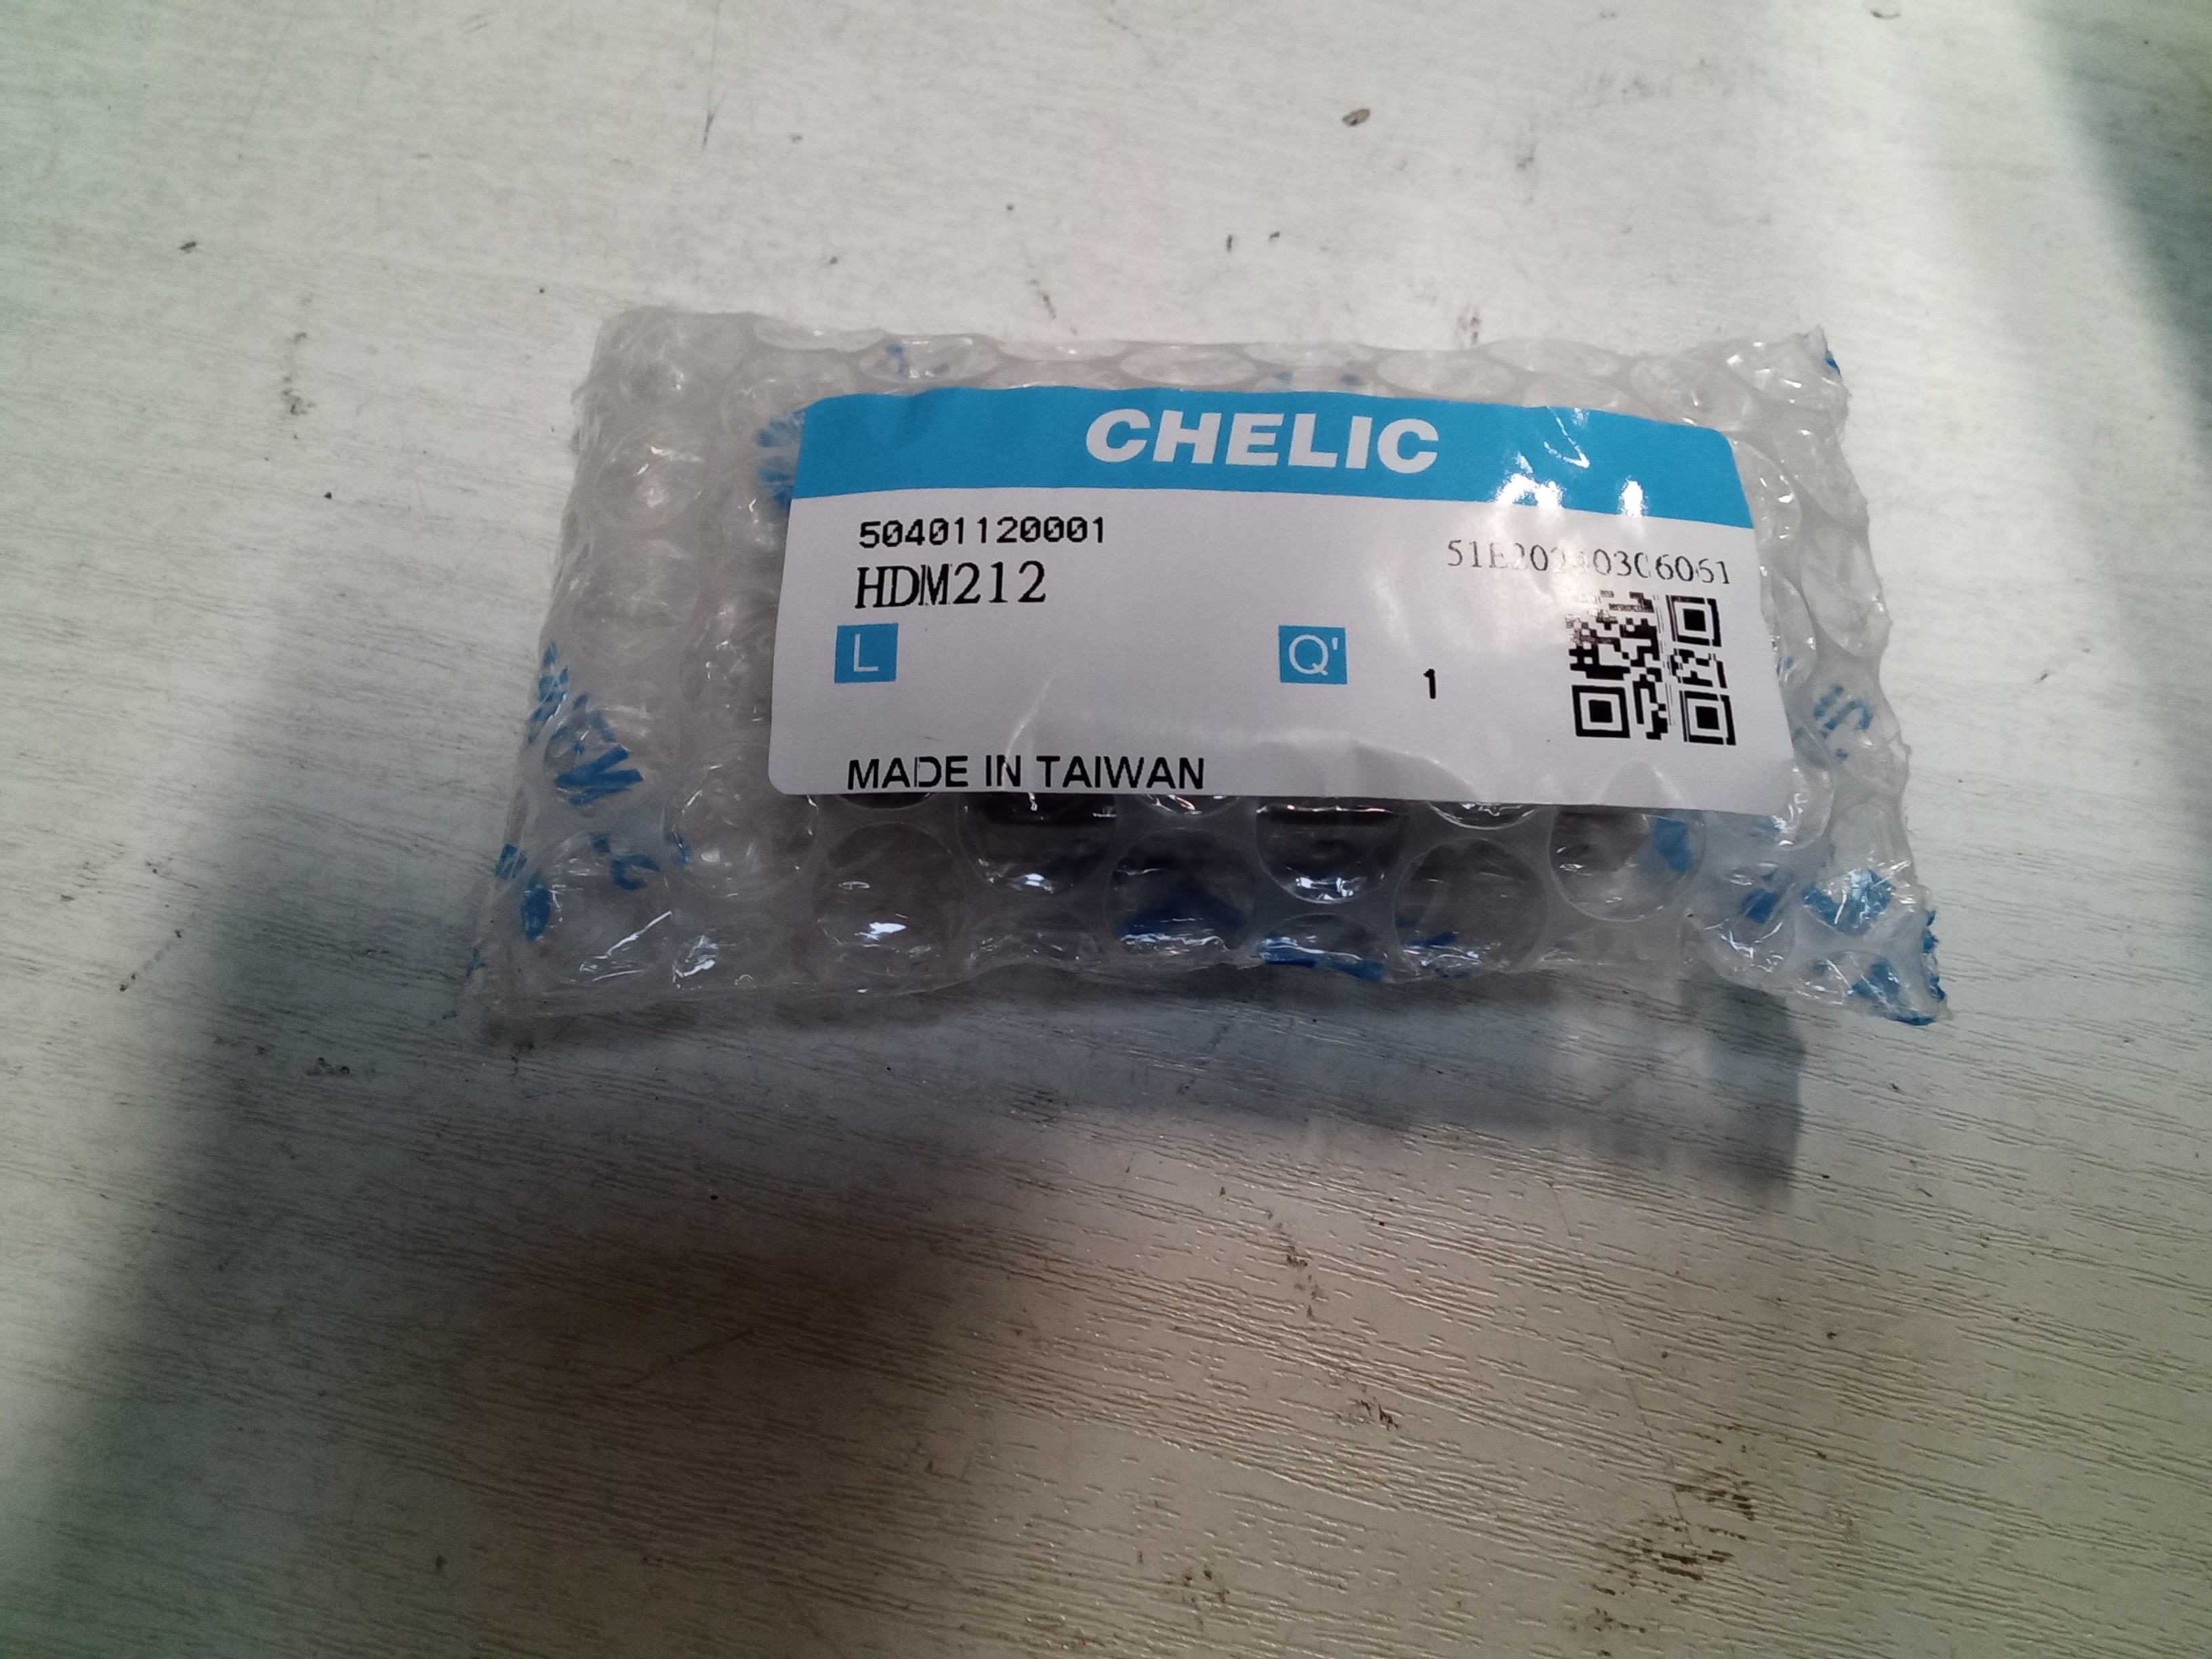 CHELIC
50401120001
HDM212
L
Q'
1
MADE IN TAIWAN